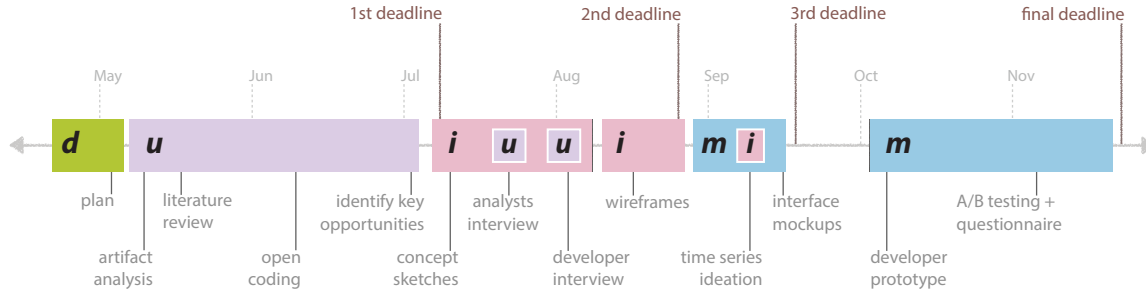 1st deadline
2nd deadline
3rd deadline
final deadline
May
Jun
Jul
Aug
Sep
Oct
Nov
d
u
i
u
u
i
m
i
m
plan
literature
review
identify key
opportunities
analysts
interview
wireframes
interface
mockups
A/B testing +
questionnaire
artifact
analysis
open
coding
concept
sketches
developer
interview
time series
ideation
developer
prototype